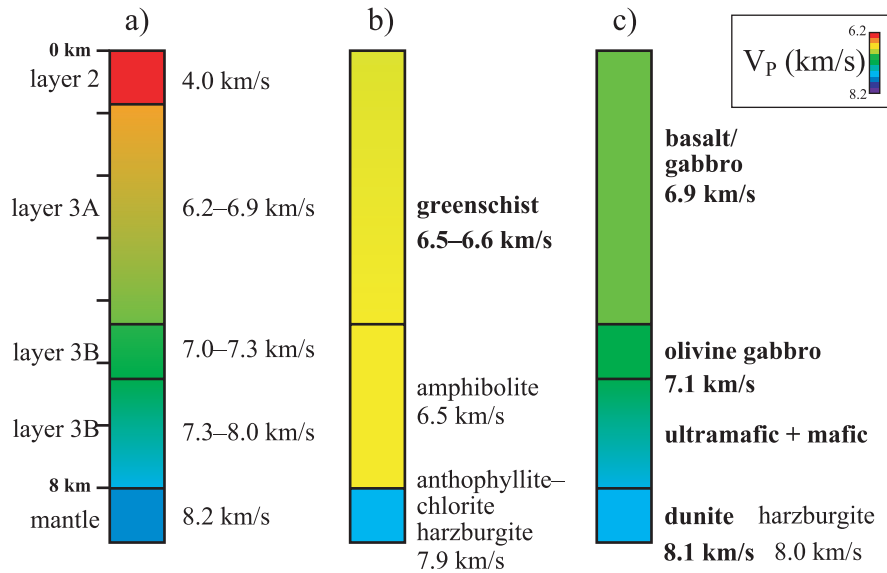 a)
b)
c)
0 km
layer 2
4.0 km/s
layer 3A
6.2–6.9 km/s
layer 3B
7.0–7.3 km/s
layer 3B
7.3–8.0 km/s
8 km
mantle
8.2 km/s
greenschist
6.5–6.6 km/s
amphibolite
6.5 km/s
anthophyllite–
chlorite
harzburgite
7.9 km/s
basalt/
gabbro
6.9 km/s
olivine gabbro
7.1 km/s
ultramafic + mafic
dunite harzburgite
8.1 km/s 8.0 km/s
6.2
VP (km/s)
8.2